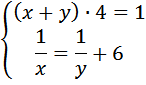 (x + y) · 4 = 1
1/x = 1/y + 6